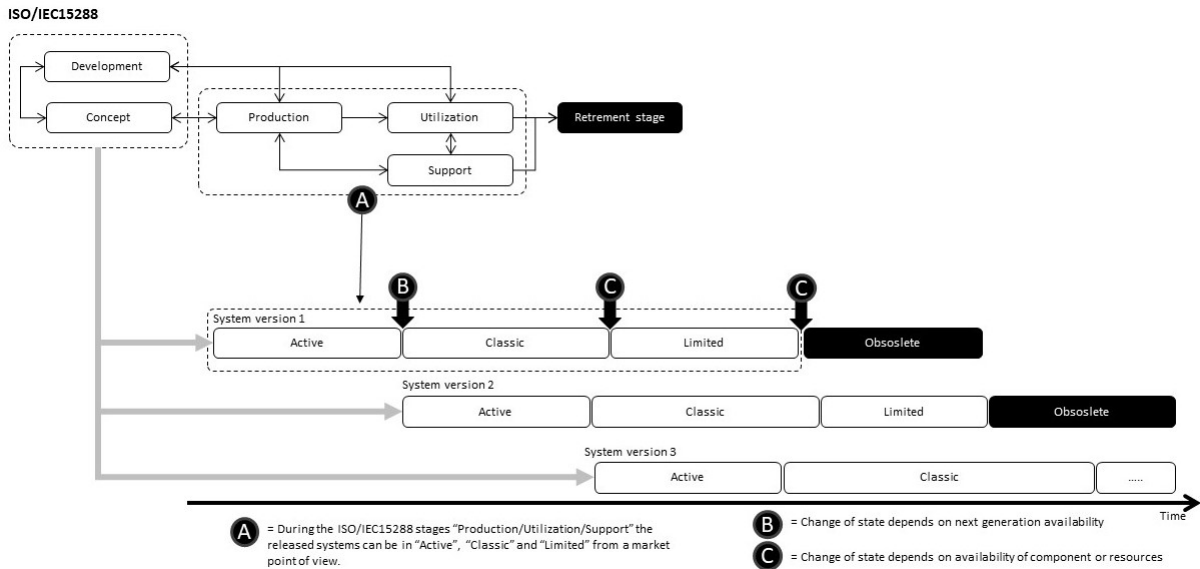 ISO/IEC15288
Development
Concept
Production
Utilization
Retrement stage
Support
A
B
C
C
System version 1
Active
Classic
Limited
Obsoslete
System version 2
Active
Classic
Limited
Obsoslete
System version 3
Active
Classic
.....
Time
A
= During the ISO/IEC15288 stages “Production/Utilization/Support” the
released systems can be in “Active”, “Classic” and “Limited” from a market
point of view.
B
= Change of state depends on next generation availability
C
= Change of state depends on availability of component or resources